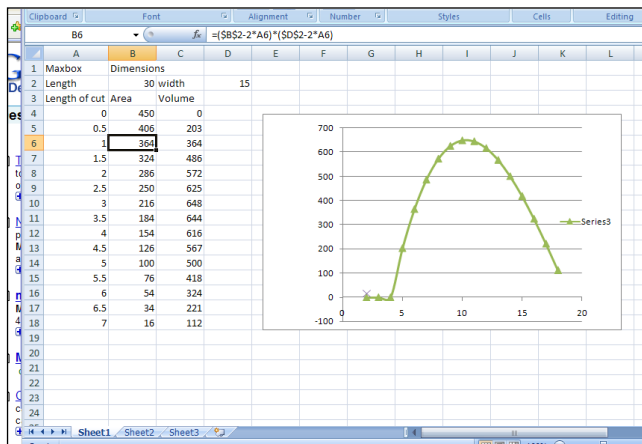 Clipboard Font Alignment Number Styles Cells Editing
B6 fx =($B$2-2*A6)*($D$2-2*A6)
A B C D E F G H I J K L
1 Maxbox Dimensions
2 Length 30 width 15
3 Length of cut Area Volume
4 0 450 0
5 0.5 406 203
6 1 364 364
7 1.5 324 486
8 2 286 572
9 2.5 250 625
10 3 216 648
11 3.5 184 644
12 4 154 616
13 4.5 126 567
14 5 100 500
15 5.5 76 418
16 6 54 324
17 6.5 34 221
18 7 16 112
19
20
21
22
23
24
700
600
500
400
300
200
100
0
-100
0 5 10 15 20
Series3
Sheet1 Sheet2 Sheet3